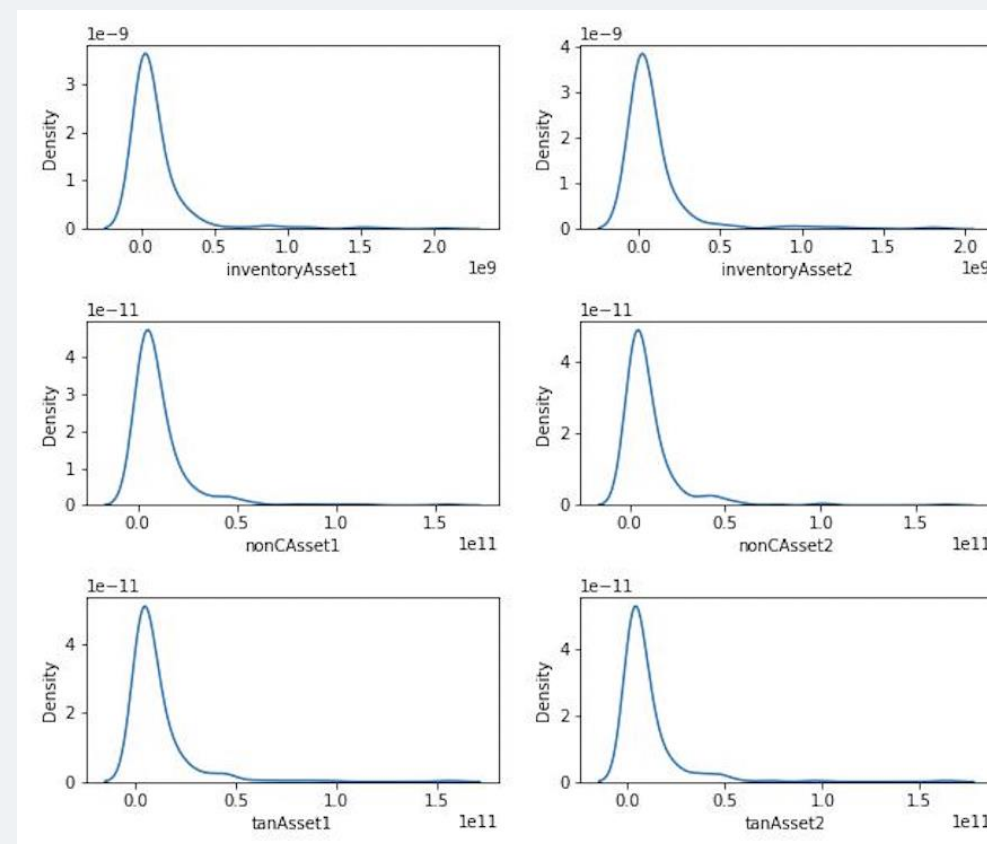 1e−9
Density
3
2
1
0
0.0 0.5 1.0 1.5 2.0
inventoryAsset1
1e9
1e−9
Density
4
3
2
1
0
0.0 0.5 1.0 1.5 2.0
inventoryAsset2
1e9
1e−11
Density
4
3
2
1
0
0.0 0.5 1.0 1.5
nonCAsset1
1e11
1e−11
Density
4
2
0
0.0 0.5 1.0 1.5
nonCAsset2
1e11
1e−11
Density
4
2
0
0.0 0.5 1.0 1.5
tanAsset1
1e11
1e−11
Density
4
2
0
0.0 0.5 1.0 1.5
tanAsset2
1e11